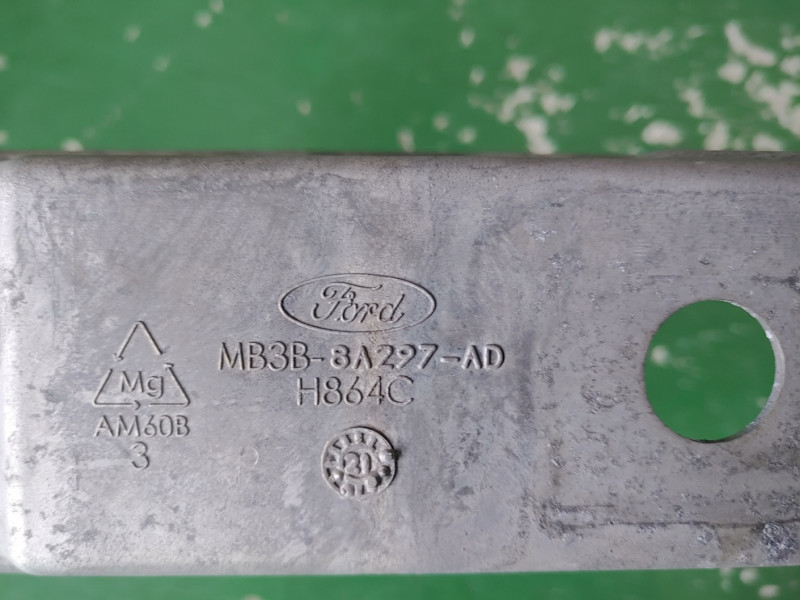 Ford
MB3B-8A297-AD
H864C
Mg
AM60B
3
21